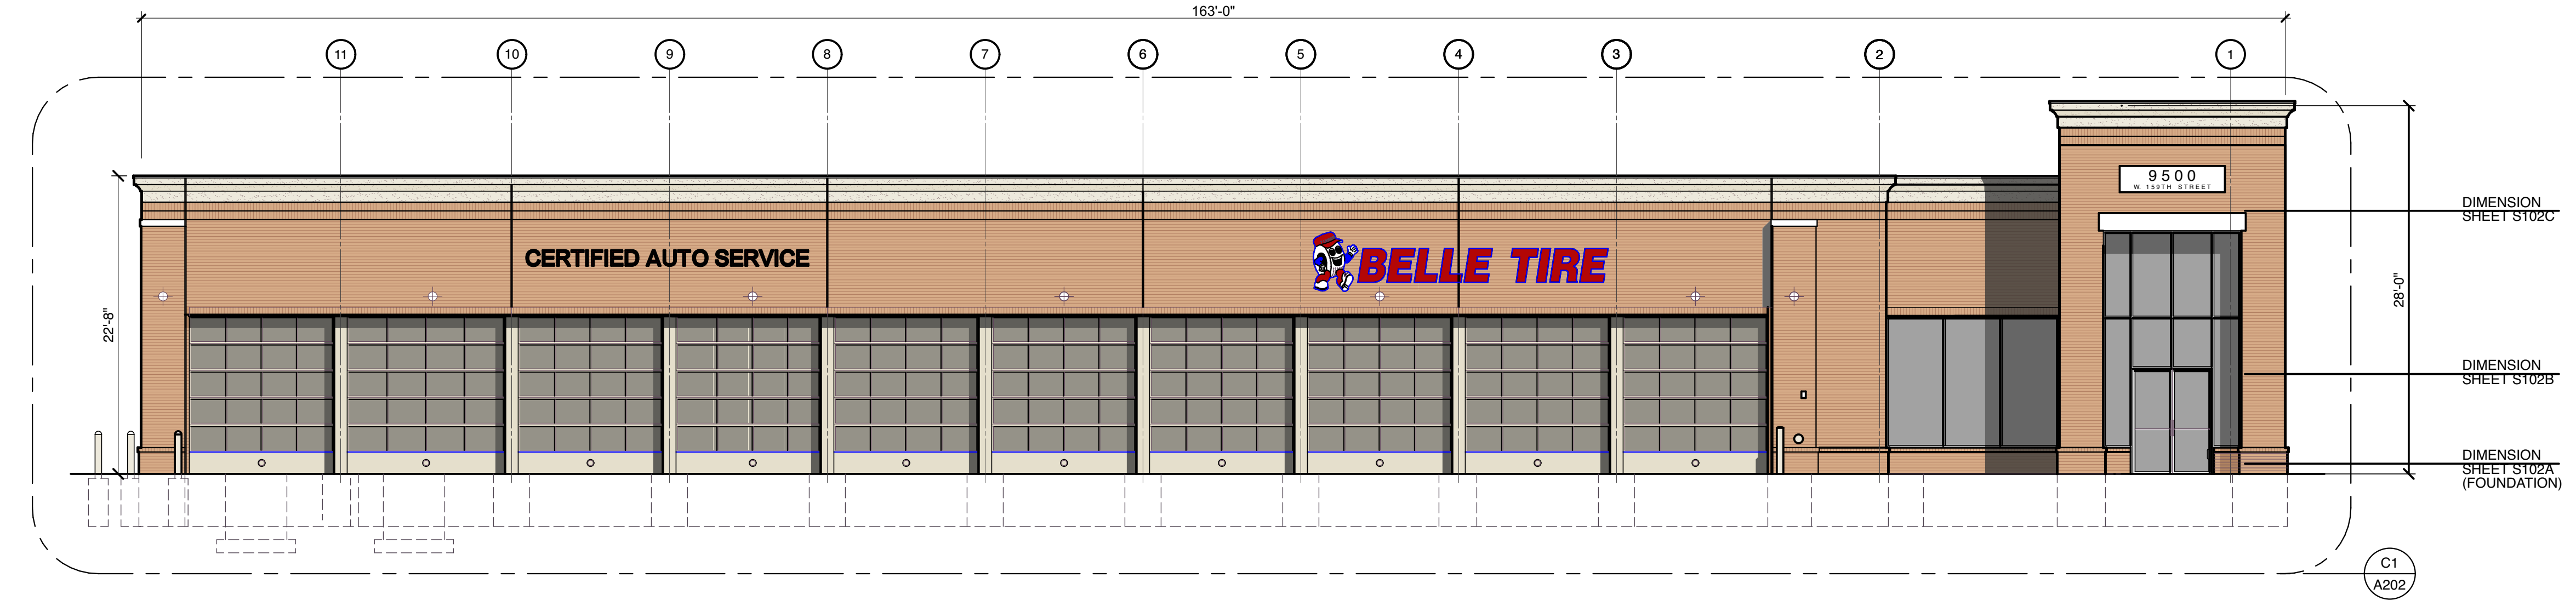 163'-0"
11
10
9
8
7
6
5
4
3
2
1
9500
W. 159TH STREET
DIMENSION
SHEET S102C
CERTIFIED AUTO SERVICE
BELLE TIRE
22'-8"
28'-0"
DIMENSION
SHEET S102B
DIMENSION
SHEET S102A
(FOUNDATION)
C1
A202